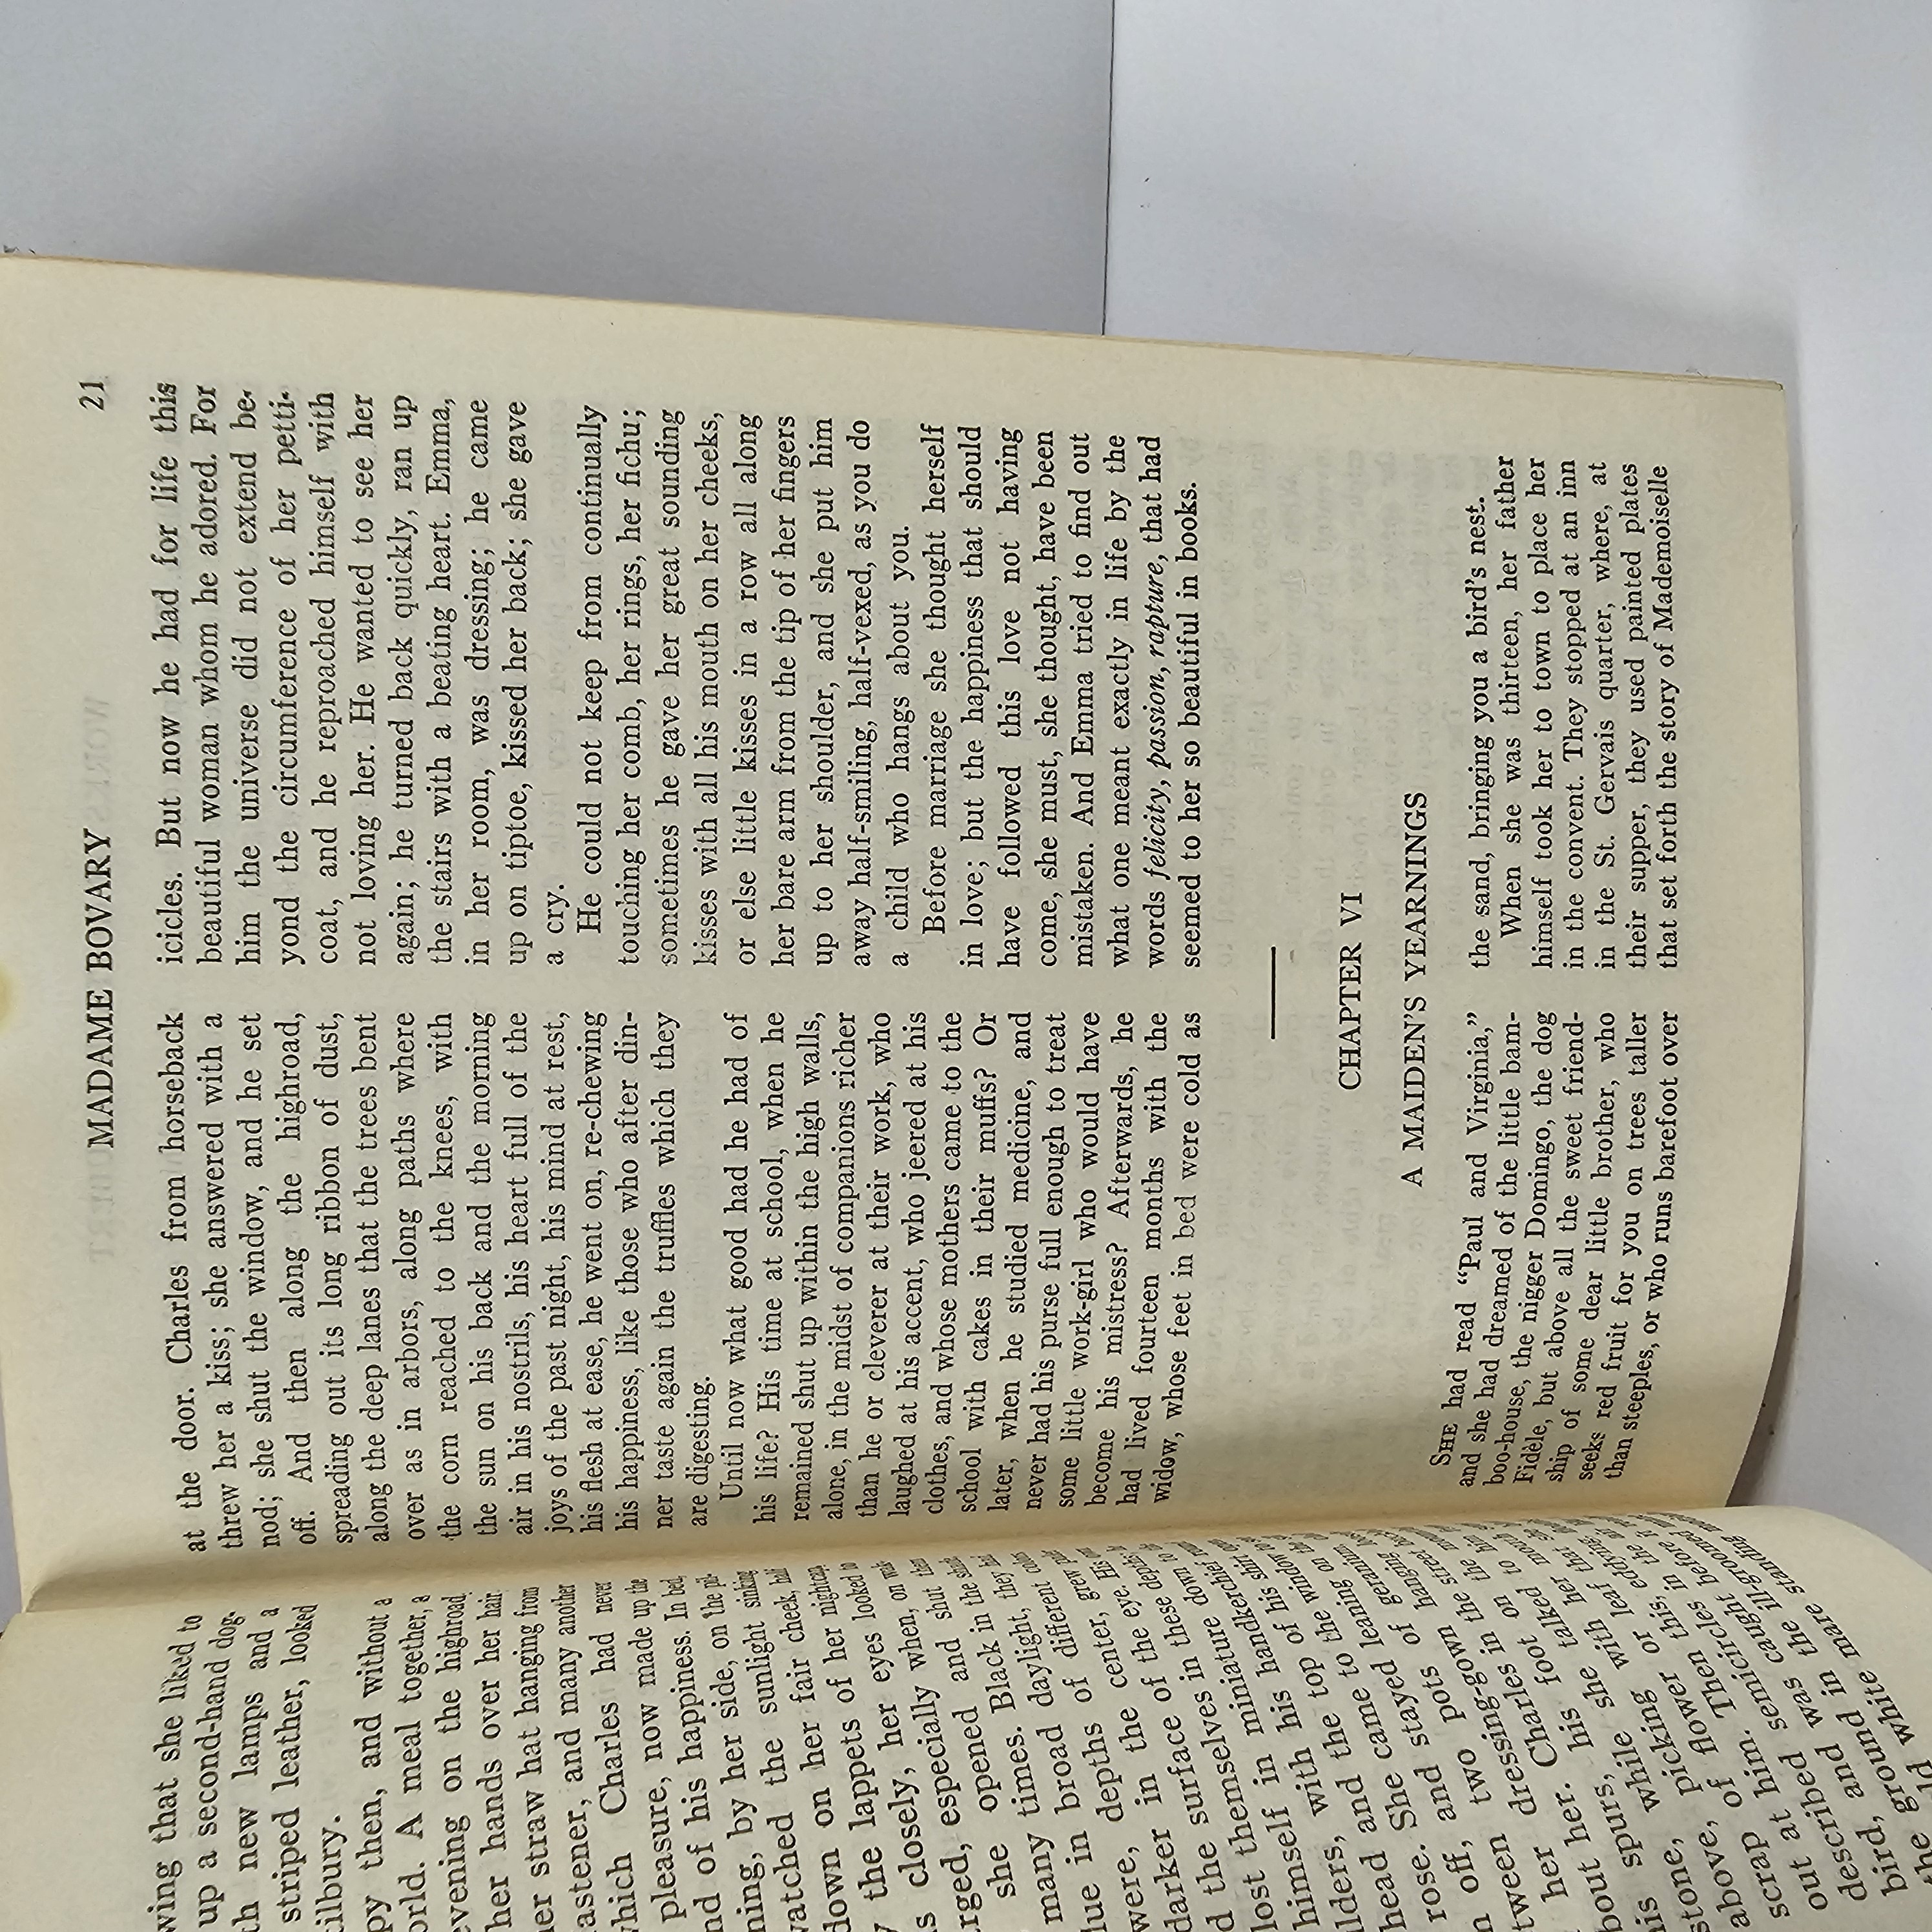 wing that she liked to
up a second-hand dog-
th new lamps and a
striped leather, looked
tilbury.
py then, and without a
orld. A meal together, a
evening on the highroad,
her hands over her hair
her straw hat hanging from
fastener, and many another
which Charles had never
pleasure, now made up the
nd of his happiness. In bed,
ning, by her side, on the pil-
watched the sunlight sinking
down on her fair cheek, half
y the lappets of her nightcap.
s closely, her eyes looked to
rged, especially when, on wak-
she opened and shut them
many times. Black in the shade,
lue in broad daylight, they had
were, depths of different colors
darker in the center, grew paler
d the surface of the eye. His own
lost themselves in these depths; he
himself in miniature down to the
lders, with his handkerchief round
head and the top of his shirt open.
rose. She came to the window to see
n off, and stayed leaning on the sill
tween two pots of geranium,
her dressing-gown hanging loosely
bout her. Charles in the street buckled
his spurs, his foot on the mounting
stone, while she talked to him from
above, picking with her mouth some
scrap of flower or leaf that she
out at him. Then this, eddying, floating,
described semicircles in the air like a
bird, and was caught before it reached
the ground in the ill-groomed mane
ld white mare standing motionless
MADAME BOVARY 21
at the door. Charles from horseback
threw her a kiss; she answered with a
nod; she shut the window, and he set
off. And then along the highroad,
spreading out its long ribbon of dust,
along the deep lanes that the trees bent
over as in arbors, along paths where
the corn reached to the knees, with
the sun on his back and the morning
air in his nostrils, his heart full of the
joys of the past night, his mind at rest,
his flesh at ease, he went on, re-chewing
his happiness, like those who after din-
ner taste again the truffles which they
are digesting.
Until now what good had he had of
his life? His time at school, when he
remained shut up within the high walls,
alone, in the midst of companions richer
than he or cleverer at their work, who
laughed at his accent, who jeered at his
clothes, and whose mothers came to the
school with cakes in their muffs? Or
later, when he studied medicine, and
never had his purse full enough to treat
some little work-girl who would have
become his mistress? Afterwards, he
had lived fourteen months with the
widow, whose feet in bed were cold as
icicles. But now he had for life this
beautiful woman whom he adored. For
him the universe did not extend be-
yond the circumference of her petti-
coat, and he reproached himself with
not loving her. He wanted to see her
again; he turned back quickly, ran up
the stairs with a beating heart. Emma,
in her room, was dressing; he came
up on tiptoe, kissed her back; she gave
a cry.
He could not keep from continually
touching her comb, her rings, her fichu;
sometimes he gave her great sounding
kisses with all his mouth on her cheeks,
or else little kisses in a row all along
her bare arm from the tip of her fingers
up to her shoulder, and she put him
away half-smiling, half-vexed, as you do
a child who hangs about you.
Before marriage she thought herself
in love; but the happiness that should
have followed this love not having
come, she must, she thought, have been
mistaken. And Emma tried to find out
what one meant exactly in life by the
words felicity, passion, rapture, that had
seemed to her so beautiful in books.
CHAPTER VI
A MAIDEN'S YEARNINGS
SHE had read "Paul and Virginia,"
and she had dreamed of the little bam-
boo-house, the nigger Domingo, the dog
Fidèle, but above all the sweet friend-
ship of some dear little brother, who
seeks red fruit for you on trees taller
than steeples, or who runs barefoot over
the sand, bringing you a bird's nest.
When she was thirteen, her father
himself took her to town to place her
in the convent. They stopped at an inn
in the St. Gervais quarter, where, at
their supper, they used painted plates
that set forth the story of Mademoiselle